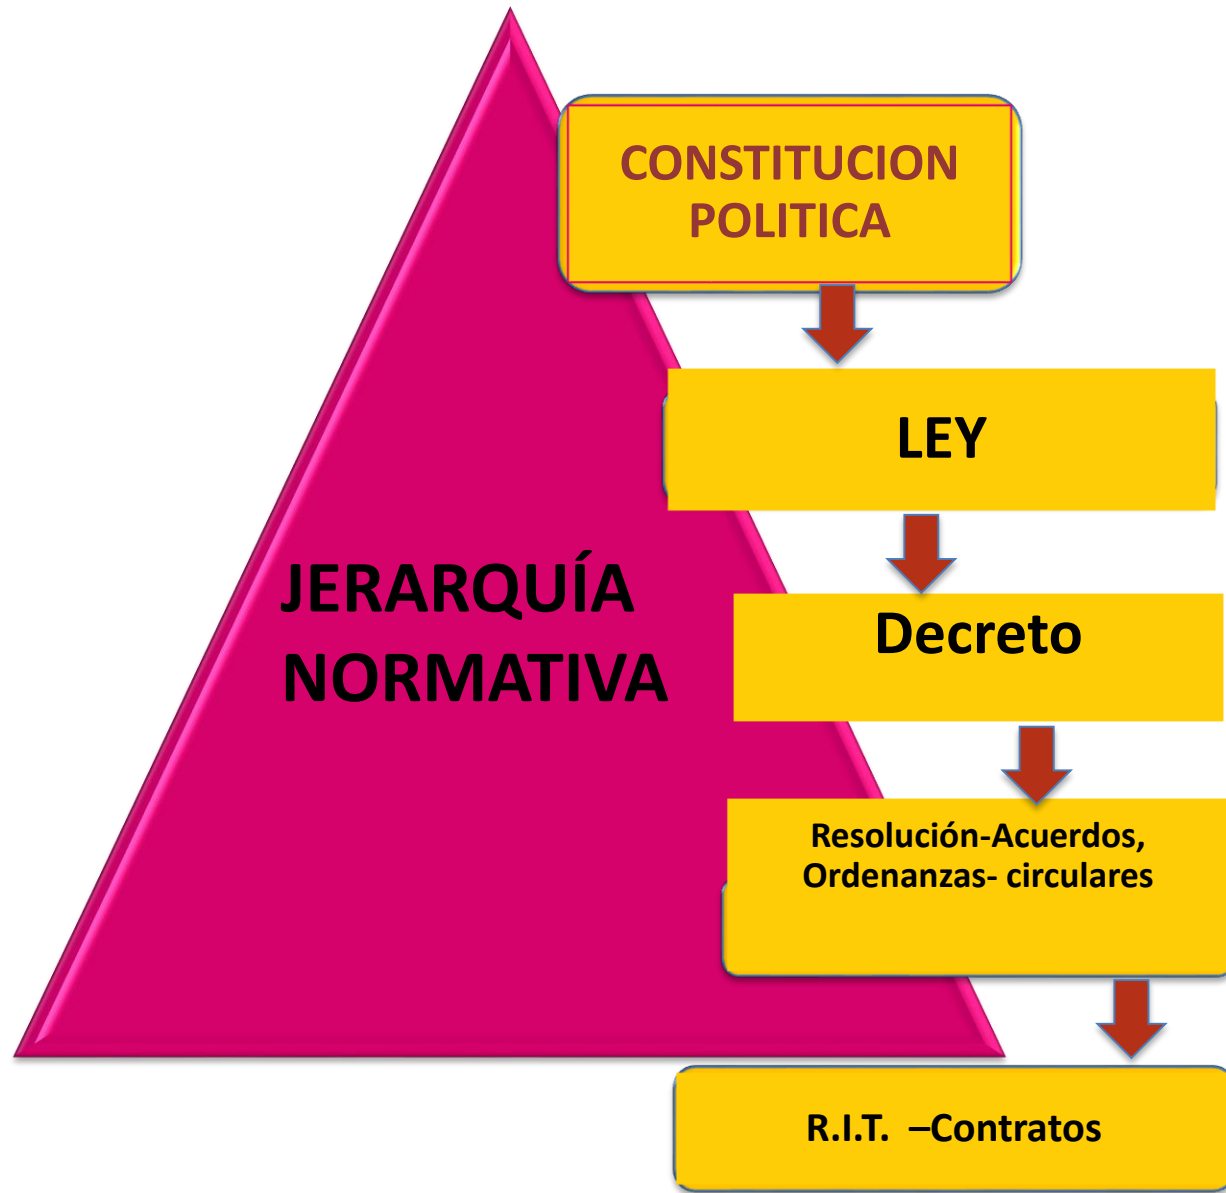 CONSTITUCION
POLITICA
LEY
JERARQUÍA
NORMATIVA
Decreto
Resolución-Acuerdos,
Ordenanzas- circulares
R.I.T.  –Contratos